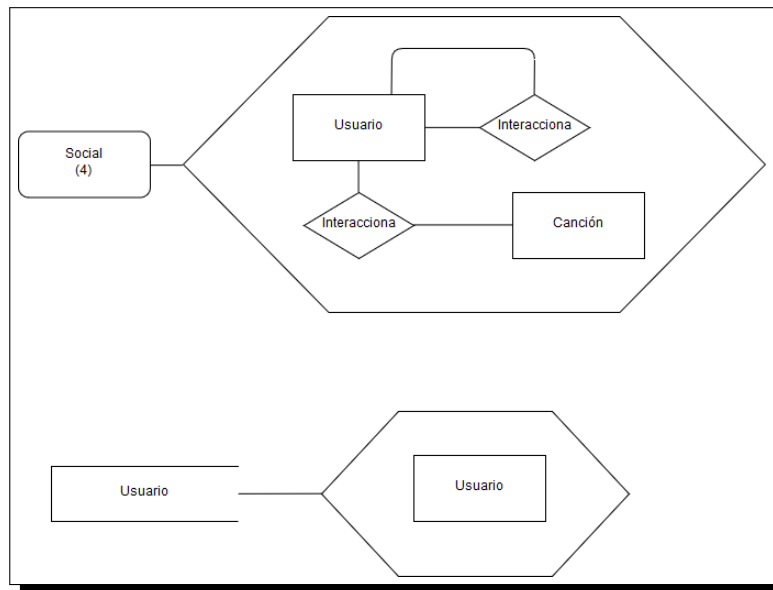 Usuario
Interacciona
Social
(4)
Interacciona
Canción
Usuario
Usuario